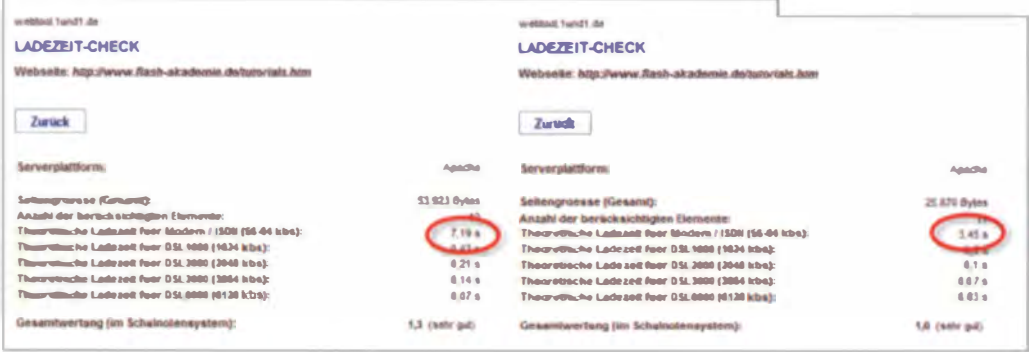 webtool.1und1.de
LADEZEIT-CHECK
Webseite: http://www.flash-akademie.de/tutorials.htm
Zurück
Serverplattform: Apache
Seitengroesse (Gesamt): 53.923 Bytes
Anzahl der berücksichtigten Elemente:
Theoretische Ladezeit fuer Modem / ISDN (56-64 kbs): 7,19 s
Theoretische Ladezeit fuer DSL 1000 (1024 kbs):
Theoretische Ladezeit fuer DSL 2000 (2048 kbs): 0,21 s
Theoretische Ladezeit fuer DSL 3000 (3064 kbs): 0,14 s
Theoretische Ladezeit fuer DSL 6000 (6128 kbs): 0,07 s
Gesamtwertung (im Schulnotensystem): 1,3 (sehr gut)
webtool.1und1.de
LADEZEIT-CHECK
Webseite: http://www.flash-akademie.de/tutorials.htm
Zurück
Serverplattform: Apache
Seitengroesse (Gesamt): 25.870 Bytes
Anzahl der berücksichtigten Elemente:
Theoretische Ladezeit fuer Modem / ISDN (56-64 kbs): 3,45 s
Theoretische Ladezeit fuer DSL 1000 (1024 kbs):
Theoretische Ladezeit fuer DSL 2000 (2048 kbs): 0,1 s
Theoretische Ladezeit fuer DSL 3000 (3064 kbs): 0,07 s
Theoretische Ladezeit fuer DSL 6000 (6128 kbs): 0,03 s
Gesamtwertung (im Schulnotensystem): 1,0 (sehr gut)